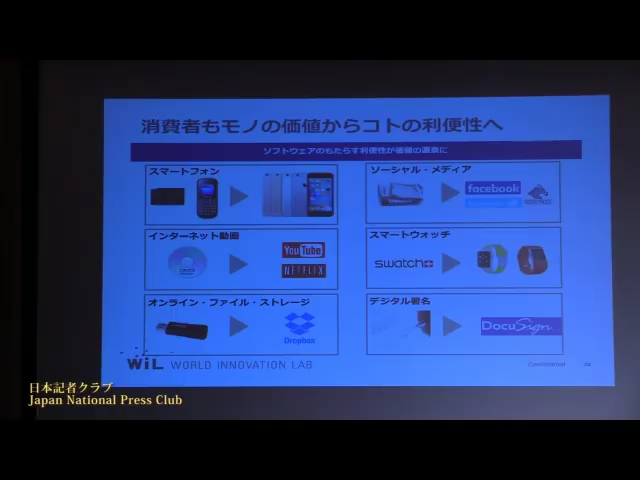 消費者もモノの価値からコトの利便性へ
ソフトウェアのもたらす利便性が価値の源泉に
スマートフォン
ソーシャル・メディア
facebook
インターネット動画
YouTube
NETFLIX
スマートウォッチ
swatch
オンライン・ファイル・ストレージ
Dropbox
デジタル署名
DocuSign
WiL WORLD INNOVATION LAB
Confidential
日本記者クラブ
Japan National Press Club